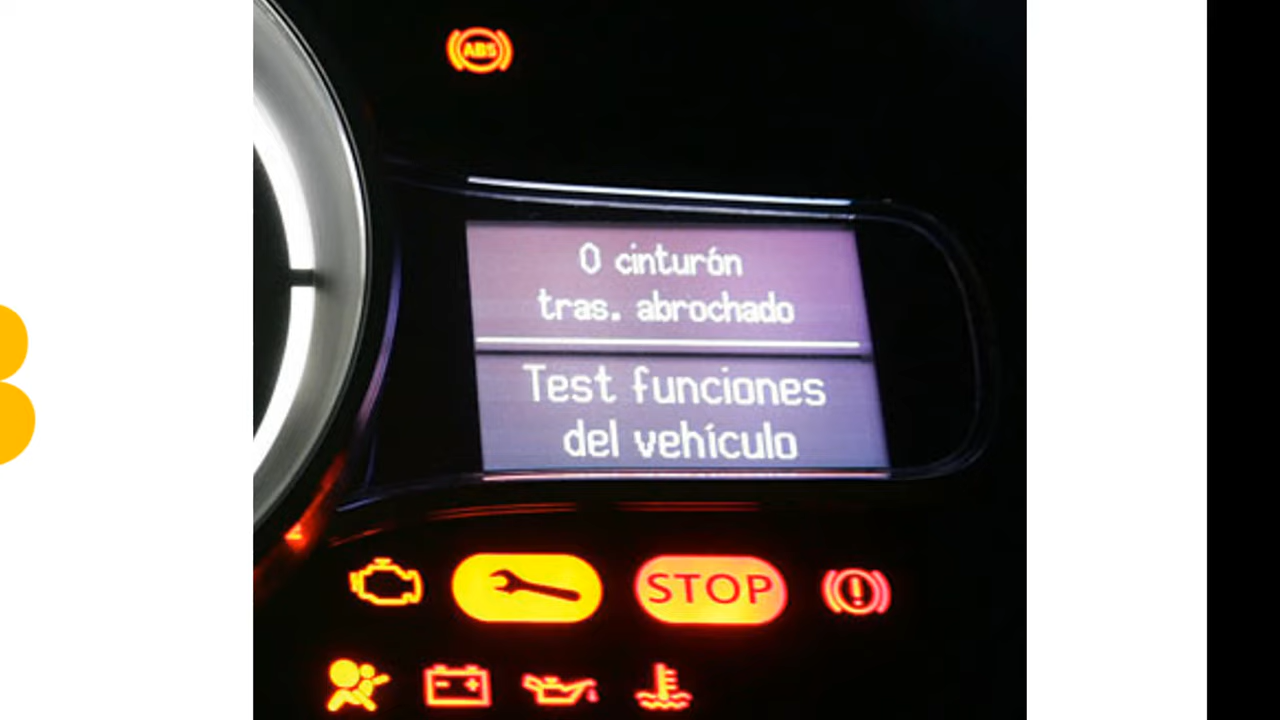 ABS
0 cinturón
tras. abrochado
Test funciones
del vehículo
STOP